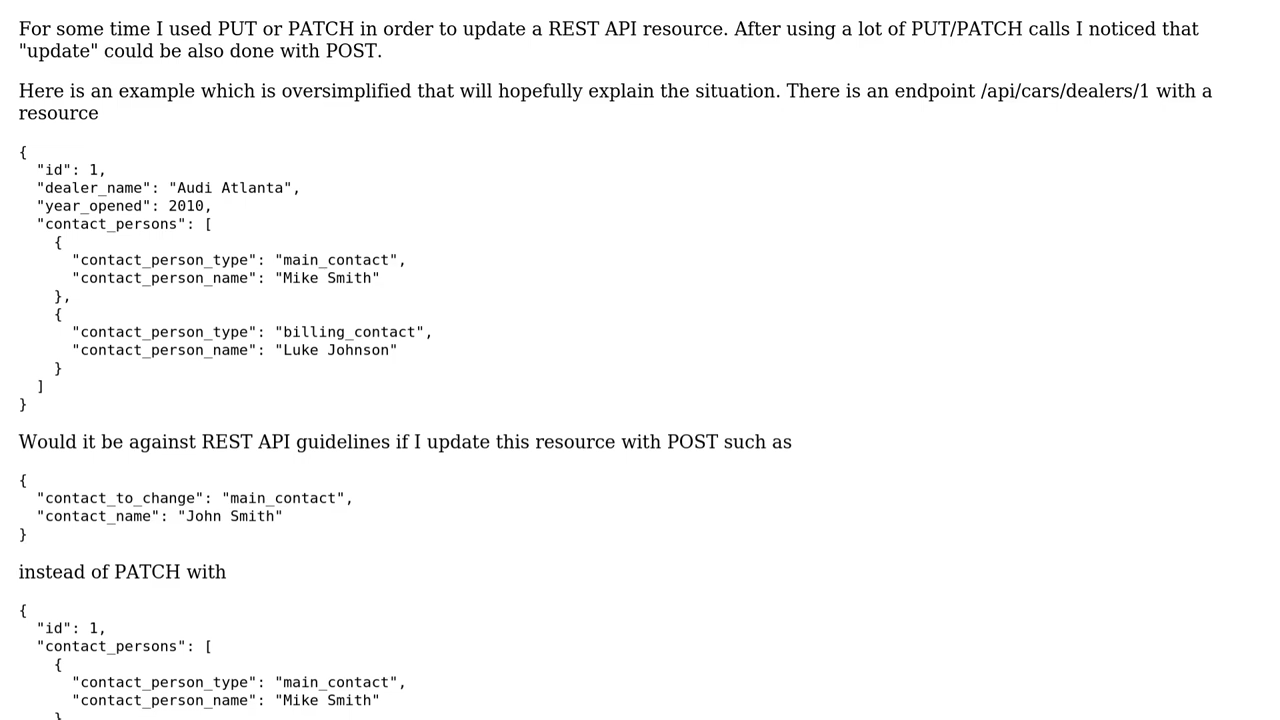 For some time I used PUT or PATCH in order to update a REST API resource. After using a lot of PUT/PATCH calls I noticed that
"update" could be also done with POST.
Here is an example which is oversimplified that will hopefully explain the situation. There is an endpoint /api/cars/dealers/1 with a
resource
{
  "id": 1,
  "dealer_name": "Audi Atlanta",
  "year_opened": 2010,
  "contact_persons": [
    {
      "contact_person_type": "main_contact",
      "contact_person_name": "Mike Smith"
    },
    {
      "contact_person_type": "billing_contact",
      "contact_person_name": "Luke Johnson"
    }
  ]
}
Would it be against REST API guidelines if I update this resource with POST such as
{
  "contact_to_change": "main_contact",
  "contact_name": "John Smith"
}
instead of PATCH with
{
  "id": 1,
  "contact_persons": [
    {
      "contact_person_type": "main_contact",
      "contact_person_name": "Mike Smith"
    }